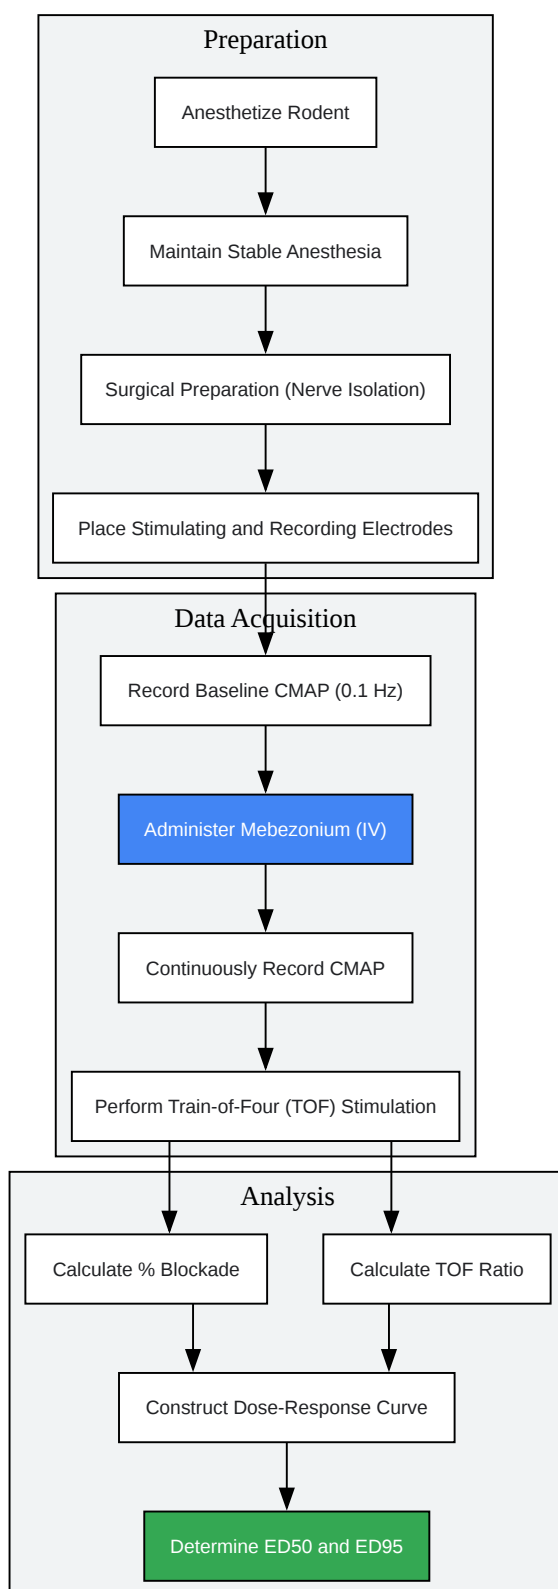 Preparation
Anesthetize Rodent
Maintain Stable Anesthesia
Surgical Preparation (Nerve Isolation)
Place Stimulating and Recording Electrodes
Data Acquisition
Record Baseline CMAP (0.1 Hz)
Administer Mebezonium (IV)
Continuously Record CMAP
Perform Train-of-Four (TOF) Stimulation
Analysis
Calculate % Blockade
Calculate TOF Ratio
Construct Dose-Response Curve
Determine ED50 and ED95